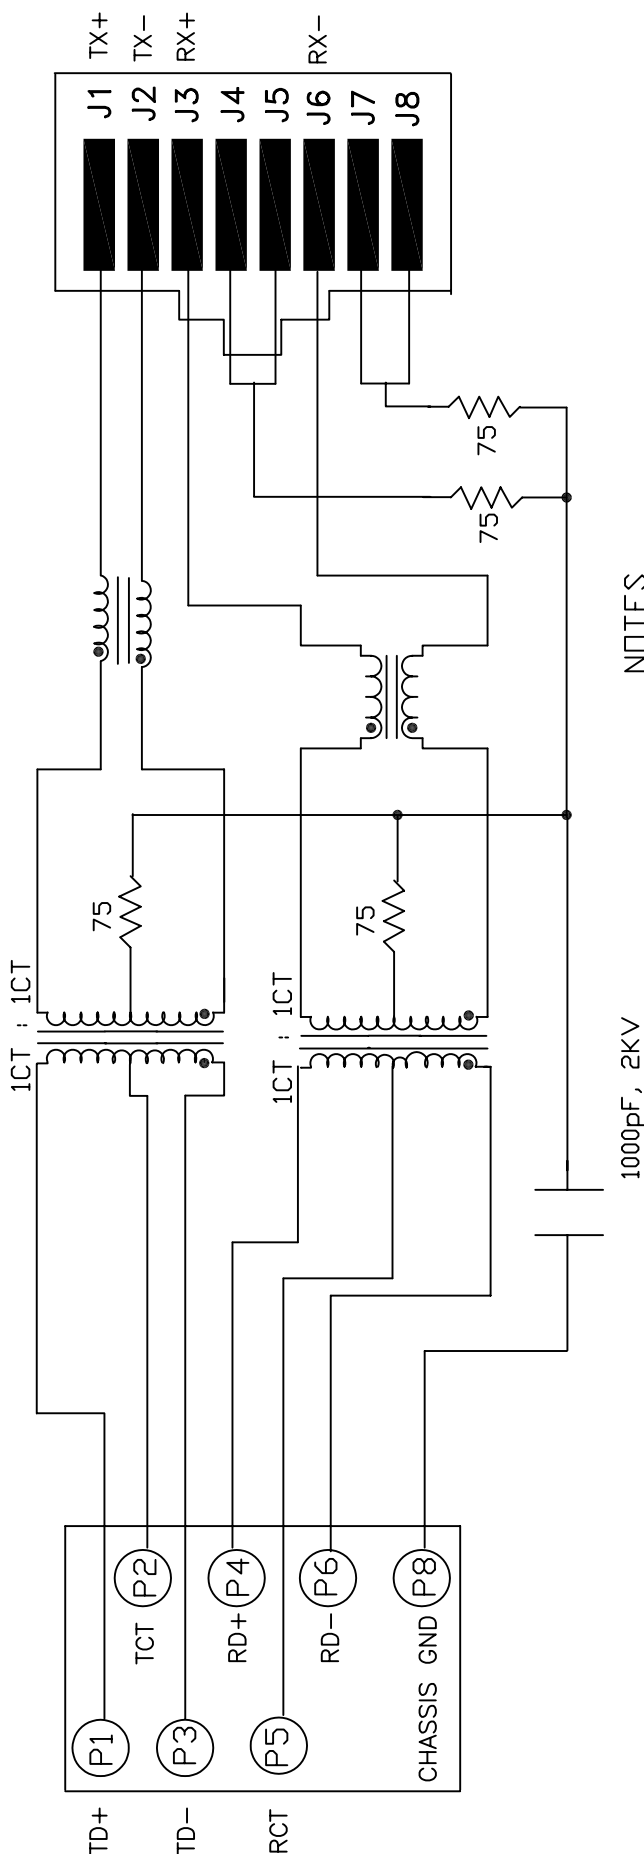 TX+
TX-
RX+
RX-
J1
J2
J3
J4
J5
J6
J7
J8
75
75
75
75
1CT : 1CT
1CT : 1CT
1000pF, 2KV
NOTES
P1
P2
P3
P4
P5
P6
P8
TD+
TCT
TD-
RD+
RCT
RD-
CHASSIS GND